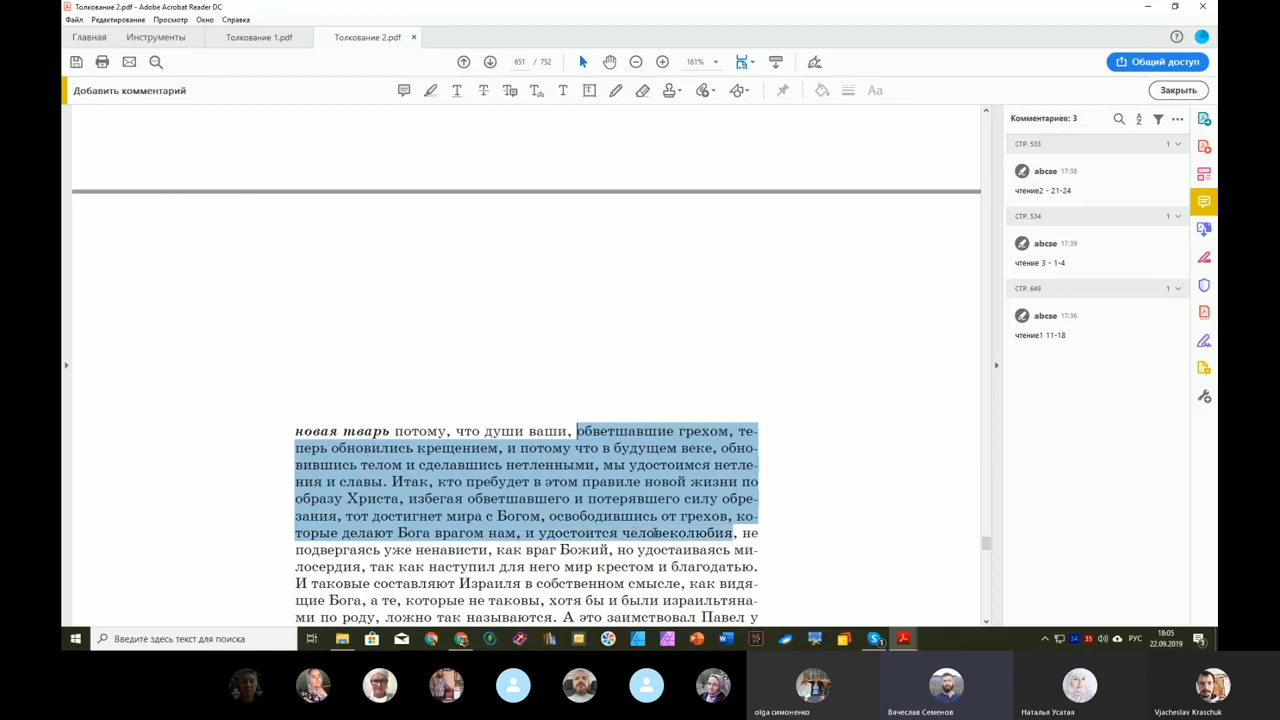 Толкование 2.pdf - Adobe Acrobat Reader DC
Файл Редактирование Просмотр Окно Справка
Главная Инструменты Толкование 1.pdf Толкование 2.pdf ×
651 / 752 161% Общий доступ
Добавить комментарий Закрыть
Комментариев: 3
СТР. 533 1
abcse 17:38
чтение2 - 21-24
СТР. 534 1
abcse 17:39
чтение 3 - 1-4
СТР. 649 1
abcse 17:36
чтение1 11-18
новая тварь потому, что души ваши, обветшавшие грехом, те-
перь обновились крещением, и потому что в будущем веке, обно-
вившись телом и сделавшись нетленными, мы удостоимся нетле-
ния и славы. Итак, кто пребудет в этом правиле новой жизни по
образу Христа, избегая обветшавшего и потерявшего силу обре-
зания, тот достигнет мира с Богом, освободившись от грехов, ко-
торые делают Бога врагом нам, и удостоится человеколюбия, не
подвергаясь уже ненависти, как враг Божий, но удостаиваясь ми-
лосердия, так как наступил для него мир крестом и благодатью.
И таковые составляют Израиля в собственном смысле, как видя-
щие Бога, а те, которые не таковы, хотя бы и были израильтяна-
ми по роду, ложно так называются. А это заимствовал Павел у
Введите здесь текст для поиска
34 35 РУС 18:05
22.09.2019 3
olga симоненко Вячеслав Семенов Наталья Усатая Vjacheslav Kraschuk